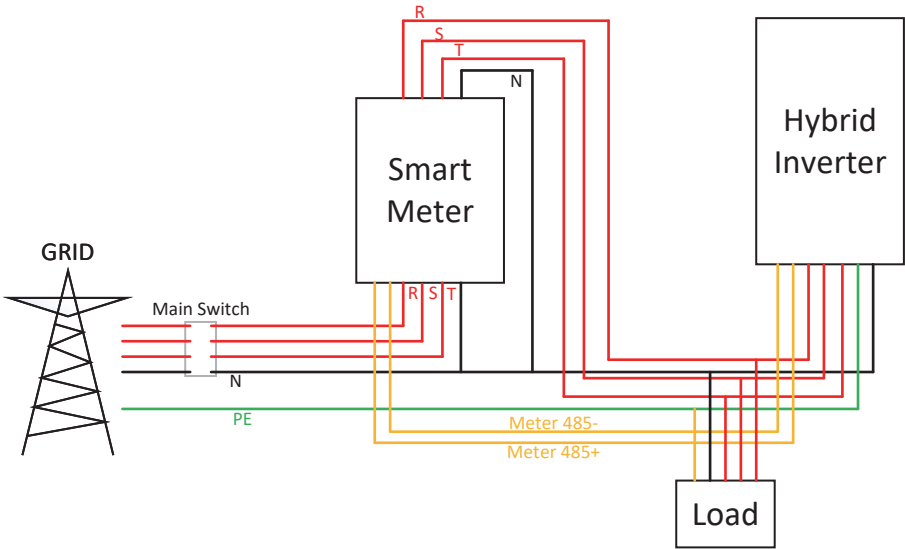 R
S
T
N
Hybrid
Inverter
Smart
Meter
GRID
R S T
Main Switch
N
PE
Meter 485-
Meter 485+
Load